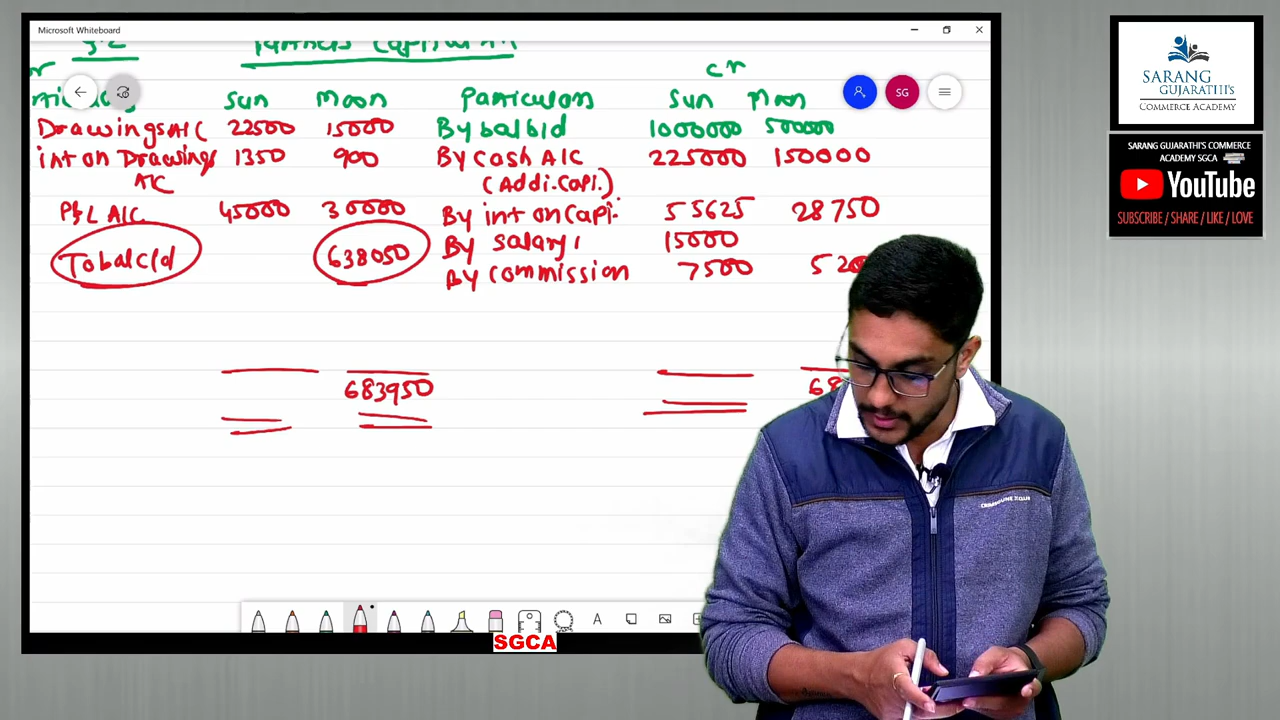 Microsoft Whiteboard
Partners Capital A/c
Cr
Sun Moon Particulars Sun Moon
Drawings A/C 22500 15000 By bal b/d 1000000 500000
int on Drawings A/C 1350 900 By cash A/C (Addi. Capi.) 225000 150000
P&L A/C 45000 30000 By int on Capi. 55625 28750
To bal c/d 638050 By salary 15000
By commission 7500
683950
SG
SARANG
GUJARATHI'S
COMMERCE ACADEMY
SARANG GUJARATHI'S COMMERCE
ACADEMY SGCA
YouTube
SUBSCRIBE / SHARE / LIKE / LOVE
SGCA